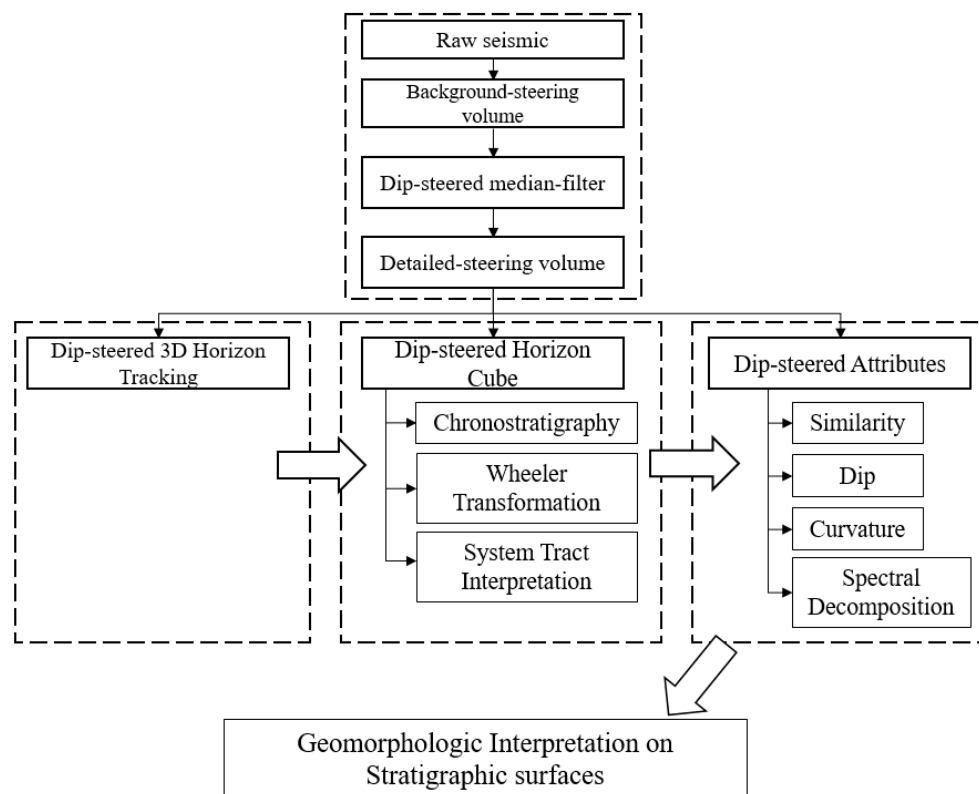 Raw seismic
Background-steering
volume
Dip-steered median-filter
Detailed-steering volume
Dip-steered 3D Horizon
Tracking
Dip-steered Horizon
Cube
Chronostratigraphy
Wheeler
Transformation
System Tract
Interpretation
Dip-steered Attributes
Similarity
Dip
Curvature
Spectral
Decomposition
Geomorphologic Interpretation on
Stratigraphic surfaces